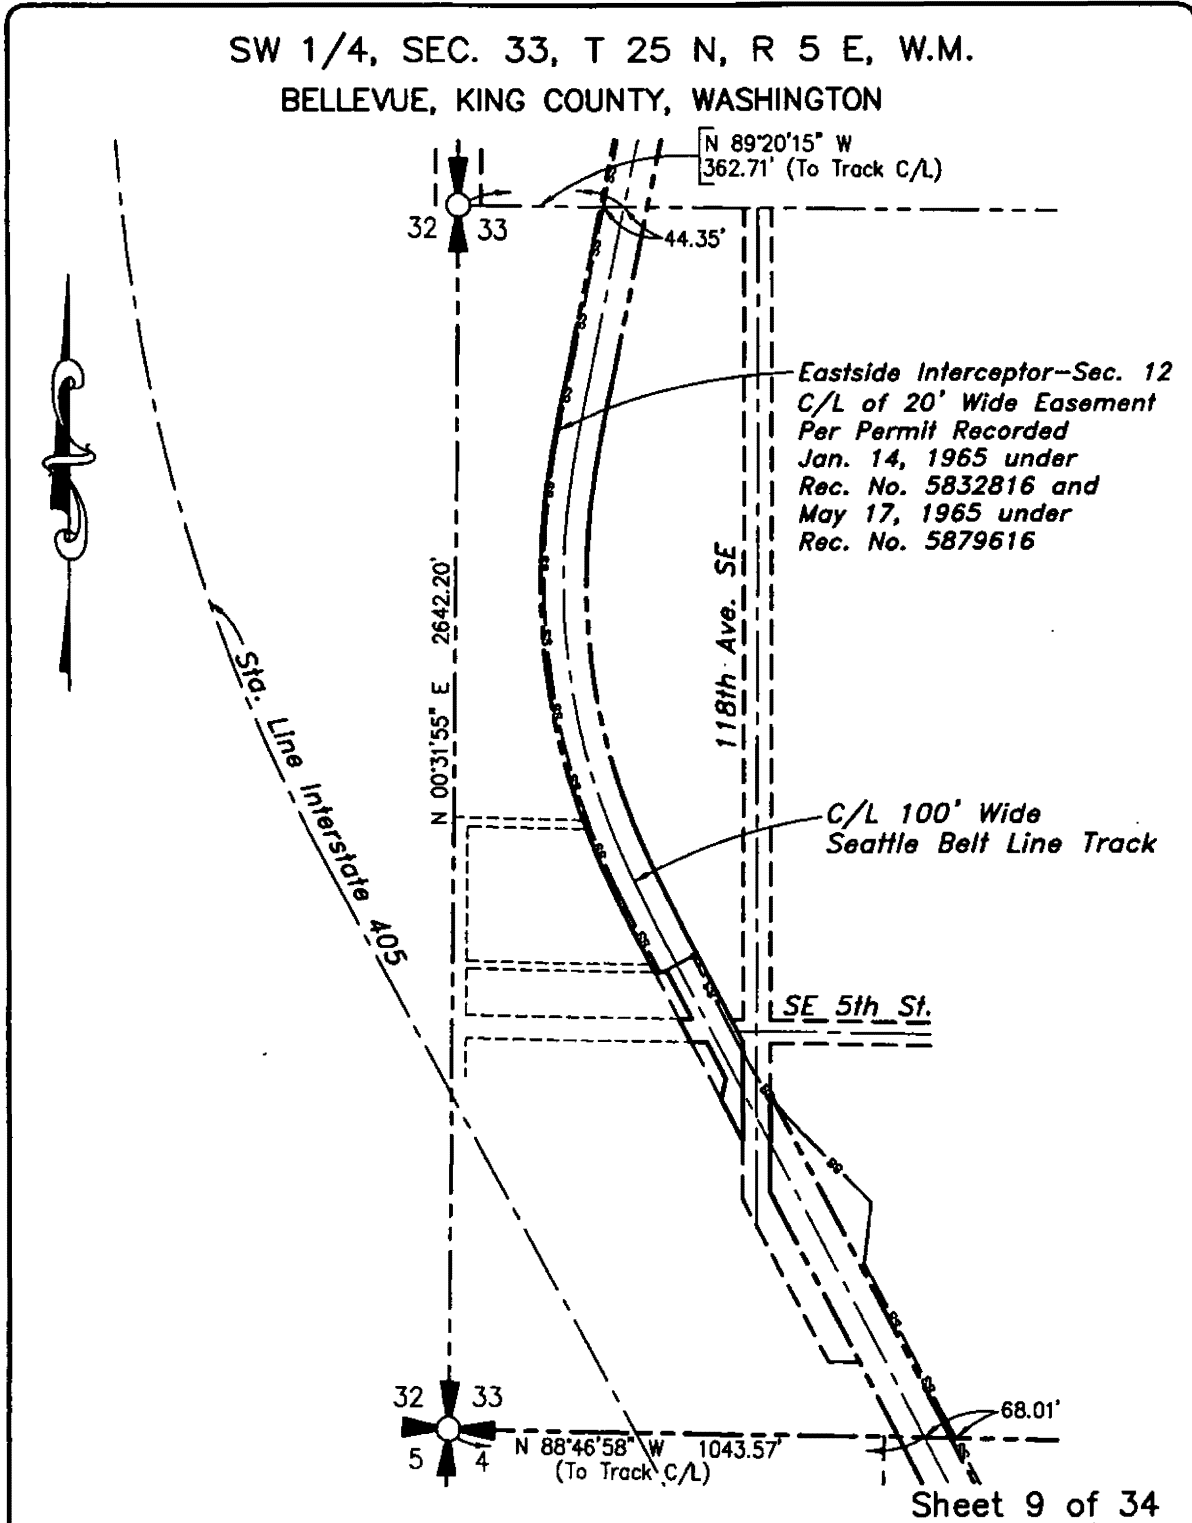 SW 1/4, SEC. 33, T 25 N, R 5 E, W.M.
BELLEVUE, KING COUNTY, WASHINGTON
N 89°20'15" W
362.71' (To Track C/L)
32 33
44.35'
Eastside Interceptor-Sec. 12
C/L of 20' Wide Easement
Per Permit Recorded
Jan. 14, 1965 under
Rec. No. 5832816 and
May 17, 1965 under
Rec. No. 5879616
118th Ave. SE
N 00°31'55" E 2642.20'
Sta. Line Interstate 405
C/L 100' Wide
Seattle Belt Line Track
SE 5th St.
32 33
5 4
N 88°46'58" W 1043.57'
(To Track C/L)
68.01'
Sheet 9 of 34